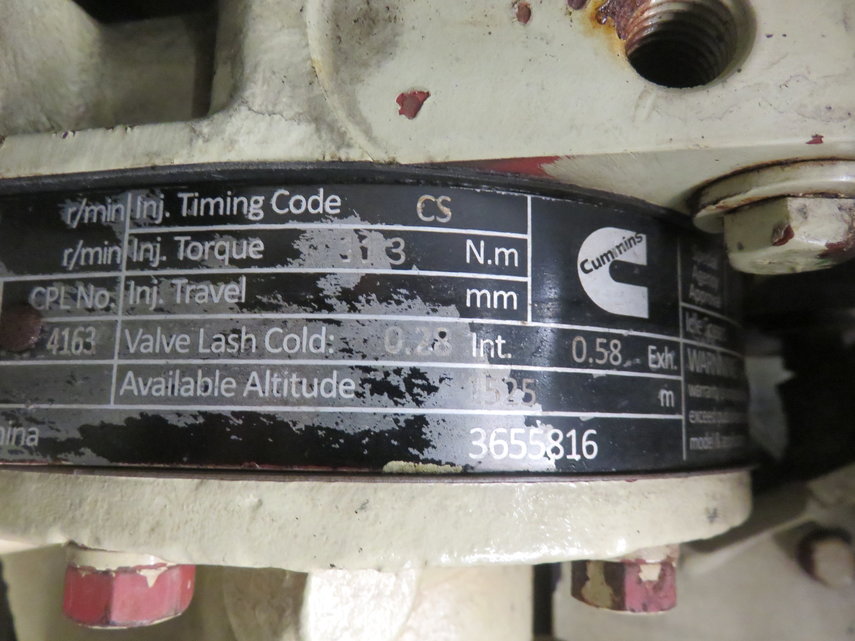 r/min Inj. Timing Code CS
r/min Inj. Torque N.m
Cummins
CPL No. Inj. Travel mm
4163 Valve Lash Cold: 0.28 Int. 0.58 Exh.
Available Altitude 1525 m
3655816